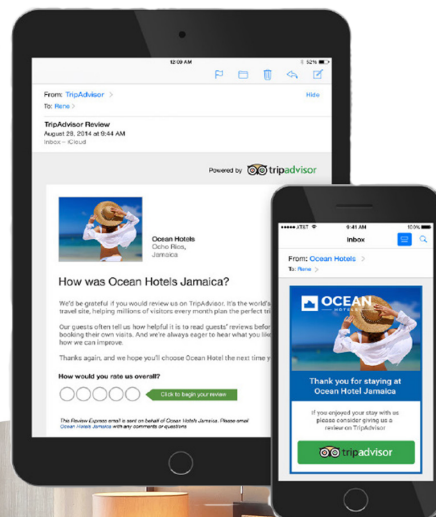 12:09 AM
52%
From: TripAdvisor >
Hide
To: Rene >
TripAdvisor Review
August 29, 2014 at 9:44 AM
Inbox – iCloud
Powered by tripadvisor
Ocean Hotels
Ocho Rios,
Jamaica
How was Ocean Hotels Jamaica?
We'd be grateful if you would review us on TripAdvisor. It's the world's
travel site, helping millions of visitors every month plan the perfect tri
Our guests often tell us how helpful it is to read guests' reviews befor
booking their own visits. And we're always eager to hear what you like
how we can improve.
Thanks again, and we hope you'll choose Ocean Hotel the next time y
How would you rate us overall?
Click to begin your review
This Review Express email is sent on behalf of Ocean Hotels Jamaica. Please email
Ocean Hotels Jamaica with any comments or questions
AT&T
9:41 AM
100%
Inbox
From: Ocean Hotels >
To: Rene >
OCEAN
HOTELS
Thank you for staying at
Ocean Hotel Jamaica
If you enjoyed your stay with us
please consider giving us a
review on TripAdvisor
tripadvisor